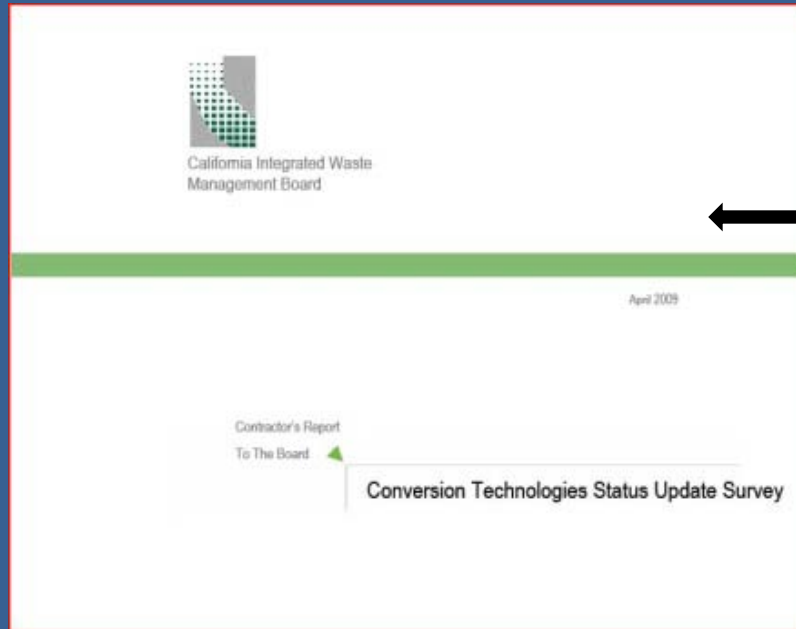 California Integrated Waste
Management Board
April 2009
Contractor's Report
To The Board
Conversion Technologies Status Update Survey